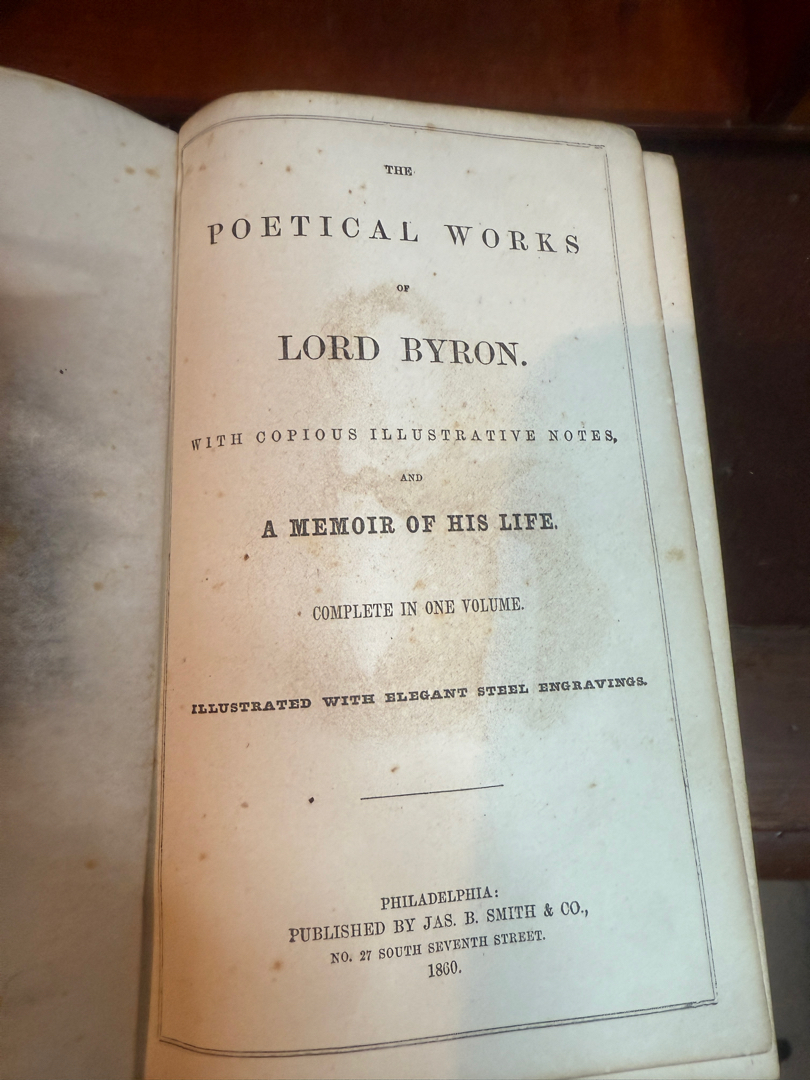 THE
POETICAL WORKS
OF
LORD BYRON.
WITH COPIOUS ILLUSTRATIVE NOTES,
AND
A MEMOIR OF HIS LIFE.
COMPLETE IN ONE VOLUME.
ILLUSTRATED WITH ELEGANT STEEL ENGRAVINGS.
PHILADELPHIA:
PUBLISHED BY JAS. B. SMITH & CO.,
NO. 27 SOUTH SEVENTH STREET.
1860.